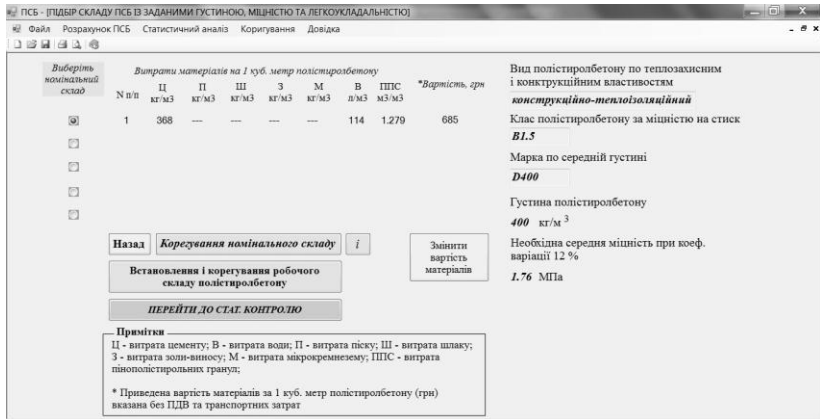 ПСБ - [ПІДБІР СКЛАДУ ПСБ ІЗ ЗАДАНИМИ ГУСТИНОЮ, МІЦНІСТЮ ТА ЛЕГКОУКЛАДАЛЬНІСТЮ]
Файл Розрахунок ПСБ Статистичний аналіз Коригування Довідка
Виберіть номінальний склад
Витрати матеріалів на 1 куб. метр полістиролбетону
N п/п Ц кг/м3 П кг/м3 Ш кг/м3 З кг/м3 М кг/м3 В л/м3 ППС м3/м3 *Вартість, грн
1 368 --- --- --- --- 114 1.279 685
Назад Корегування номінального складу i
Встановлення і корегування робочого
складу полістиролбетону
ПЕРЕЙТИ ДО СТАТ. КОНТРОЛЮ
Змінити
вартість
матеріалів
Примітки
Ц - витрата цементу; В - витрата води; П - витрата піску; Ш - витрата шлаку;
З - витрата золи-виносу; М - витрата мікрокремнезему; ППС - витрата
пінополістирольних гранул;
* Приведена вартість матеріалів за 1 куб. метр полістиролбетону (грн)
вказана без ПДВ та транспортних затрат
Вид полістиролбетону по теплозахисним
і конктрукційним властивостям
конструкційно-теплоізоляційний
Клас полістиролбетону за міцністю на стиск
В1.5
Марка по середній густині
D400
Густина полістиролбетону
400 кг/м 3
Необхідна середня міцність при коеф.
варіації 12 %
1.76 МПа